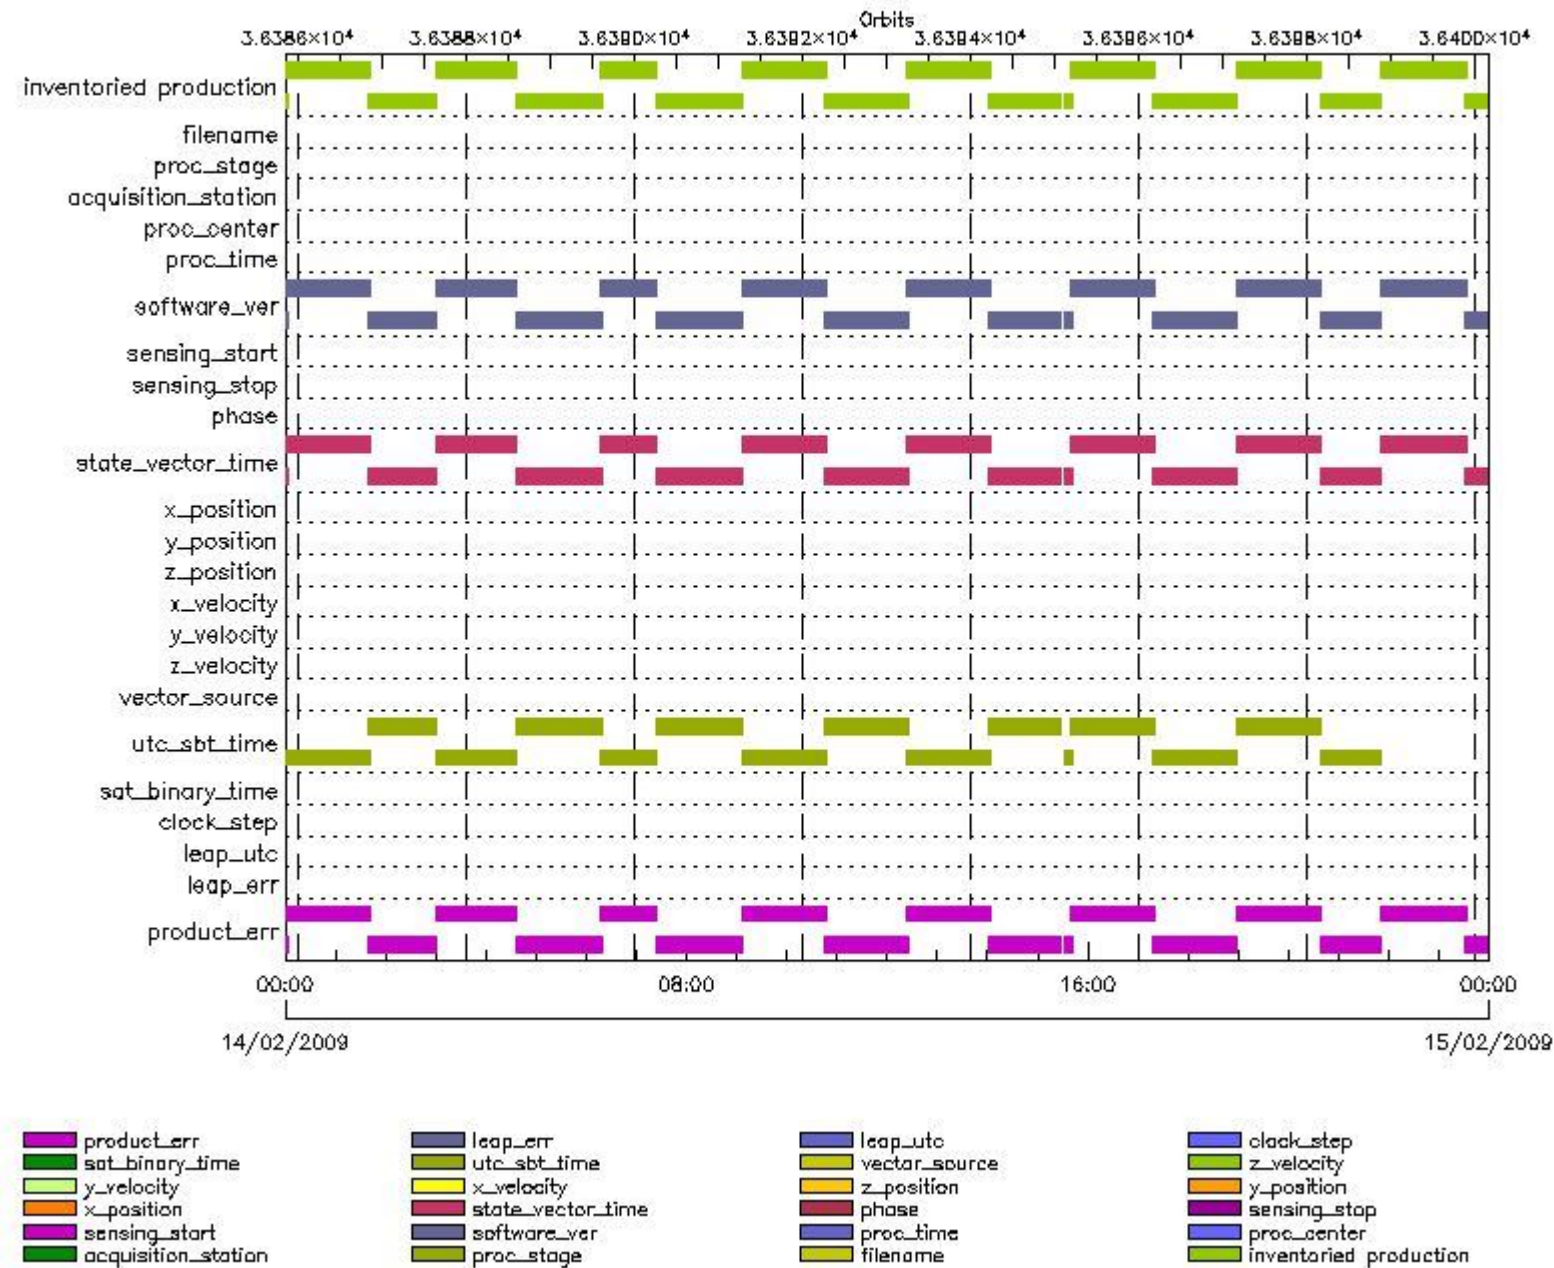 Orbits
3.6386×10⁴ 3.6388×10⁴ 3.6390×10⁴ 3.6392×10⁴ 3.6394×10⁴ 3.6396×10⁴ 3.6398×10⁴ 3.6400×10⁴
inventoried production
filename
proc_stage
acquisition_station
proc_center
proc_time
software_ver
sensing_start
sensing_stop
phase
state_vector_time
x_position
y_position
z_position
x_velocity
y_velocity
z_velocity
vector_source
utc_sbt_time
sat_binary_time
clock_step
leap_utc
leap_err
product_err
00:00 08:00 16:00 00:00
14/02/2009 15/02/2009
product_err leap_err leap_utc clock_step
sat_binary_time utc_sbt_time vector_source z_velocity
y_velocity x_velocity z_position y_position
x_position state_vector_time phase sensing_stop
sensing_start software_ver proc_time proc_center
acquisition_station proc_stage filename inventoried production